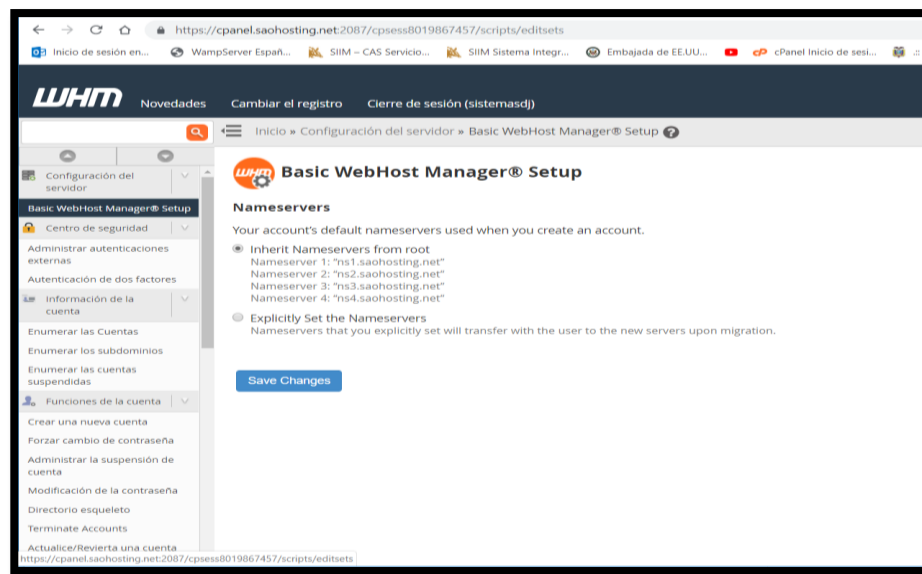 https://cpanel.saohosting.net:2087/cpsess8019867457/scripts/editsets
Inicio de sesión en... WampServer Españ... SIIM – CAS Servicio... SIIM Sistema Integr... Embajada de EE.UU... cPanel Inicio de sesi...
WHM Novedades Cambiar el registro Cierre de sesión (sistemasdj)
Inicio » Configuración del servidor » Basic WebHost Manager® Setup
Configuración del
servidor
Basic WebHost Manager® Setup
Centro de seguridad
Administrar autenticaciones
externas
Autenticación de dos factores
Información de la
cuenta
Enumerar las Cuentas
Enumerar los subdominios
Enumerar las cuentas
suspendidas
Funciones de la cuenta
Crear una nueva cuenta
Forzar cambio de contraseña
Administrar la suspensión de
cuenta
Modificación de la contraseña
Directorio esqueleto
Terminate Accounts
Actualice/Revierta una cuenta
https://cpanel.saohosting.net:2087/cpsess8019867457/scripts/editsets
WHM Basic WebHost Manager® Setup
Nameservers
Your account's default nameservers used when you create an account.
Inherit Nameservers from root
Nameserver 1: "ns1.saohosting.net"
Nameserver 2: "ns2.saohosting.net"
Nameserver 3: "ns3.saohosting.net"
Nameserver 4: "ns4.saohosting.net"
Explicitly Set the Nameservers
Nameservers that you explicitly set will transfer with the user to the new servers upon migration.
Save Changes